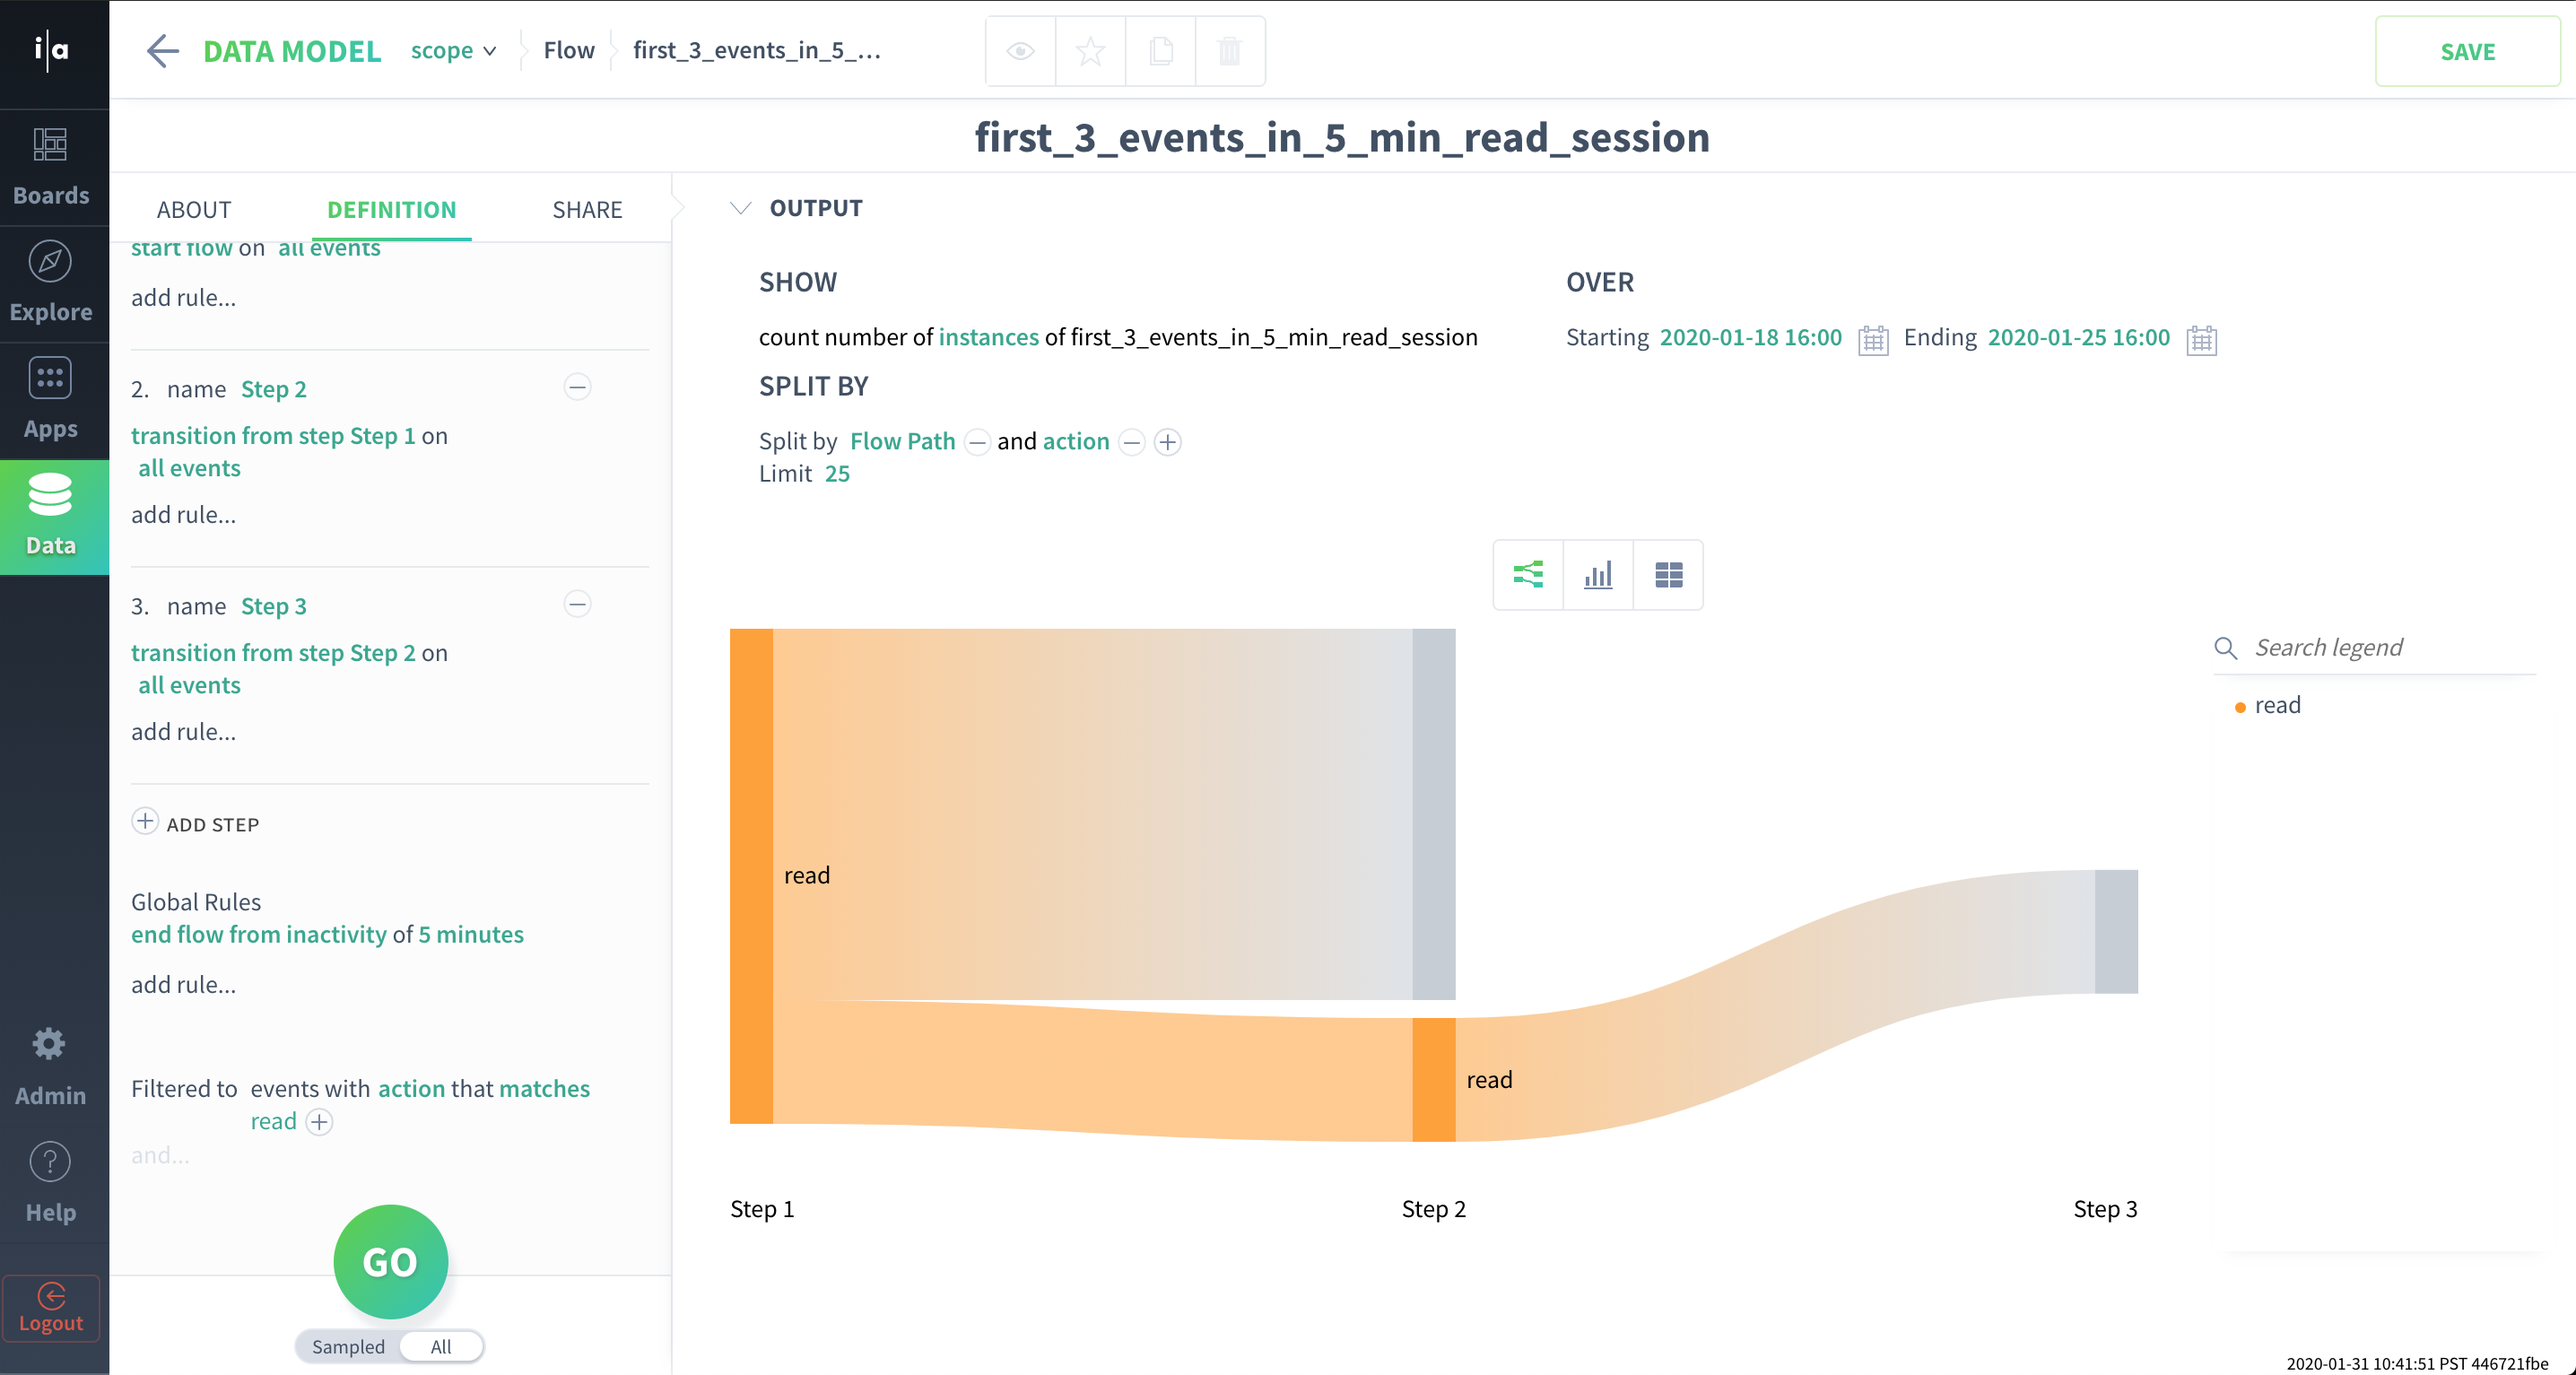 i|a
DATA MODEL scope Flow first_3_events_in_5_...
SAVE
first_3_events_in_5_min_read_session
Boards
Explore
Apps
Data
Admin
Help
Logout
ABOUT DEFINITION SHARE
start flow on all events
add rule...
2. name Step 2
transition from step Step 1 on
all events
add rule...
3. name Step 3
transition from step Step 2 on
all events
add rule...
ADD STEP
Global Rules
end flow from inactivity of 5 minutes
add rule...
Filtered to events with action that matches
read
and...
GO
Sampled All
OUTPUT
SHOW
count number of instances of first_3_events_in_5_min_read_session
OVER
Starting 2020-01-18 16:00 Ending 2020-01-25 16:00
SPLIT BY
Split by Flow Path and action
Limit 25
Search legend
read
read
read
Step 1 Step 2 Step 3
2020-01-31 10:41:51 PST 446721fbe